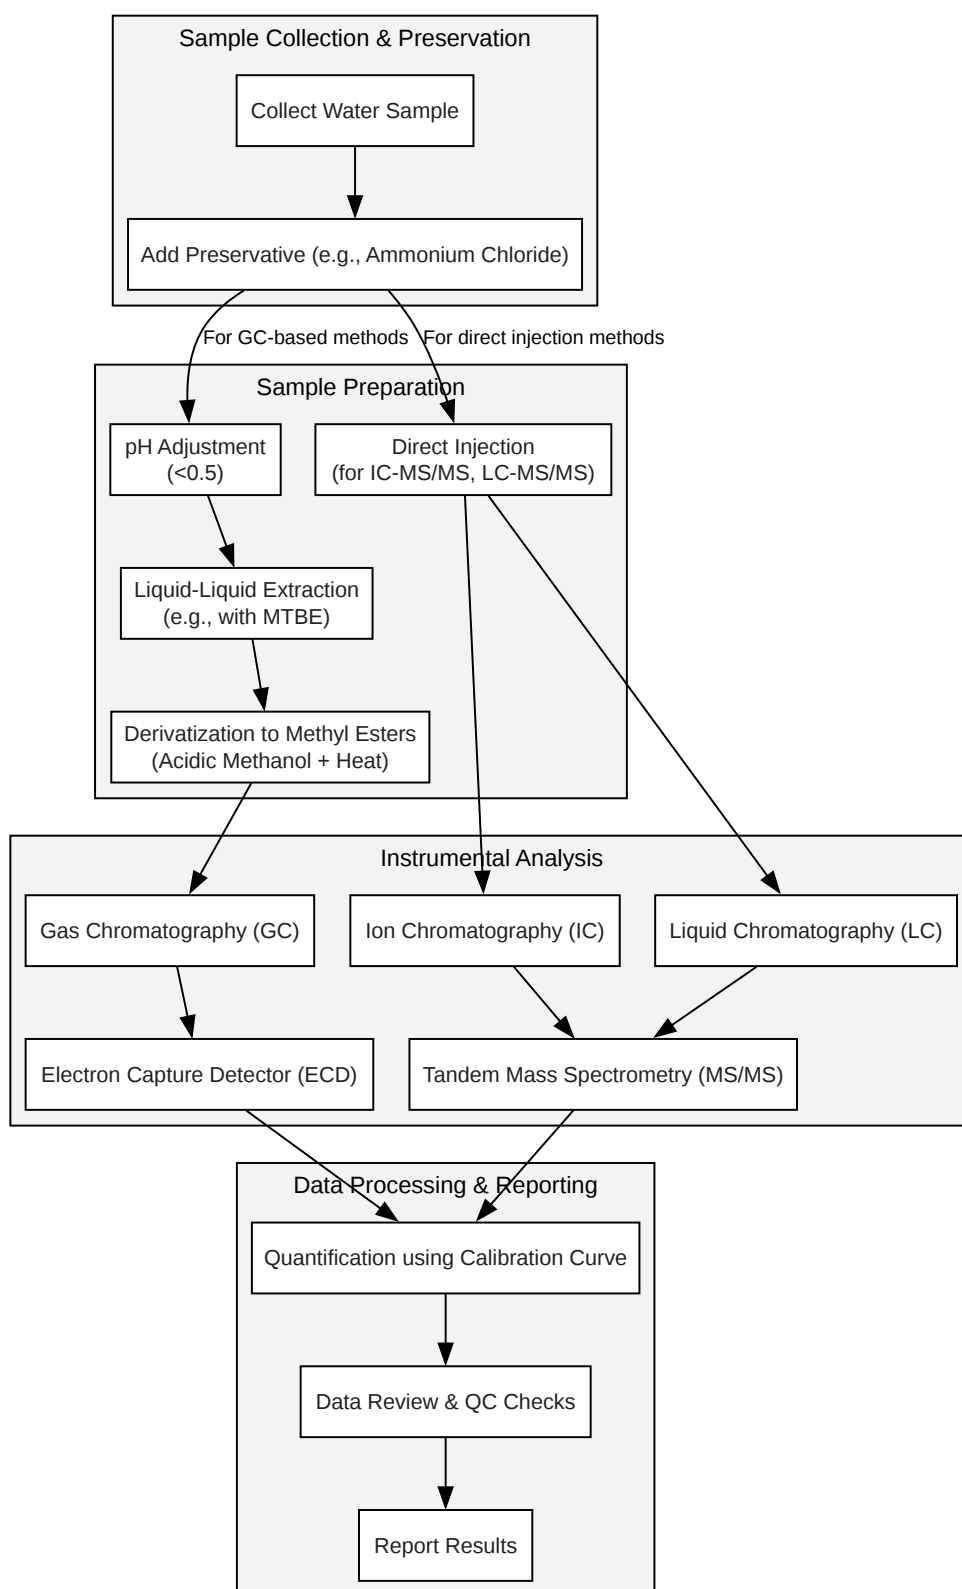 Sample Collection & Preservation
Collect Water Sample
Add Preservative (e.g., Ammonium Chloride)
For GC-based methods
For direct injection methods
Sample Preparation
pH Adjustment
(<0.5)
Direct Injection
(for IC-MS/MS, LC-MS/MS)
Liquid-Liquid Extraction
(e.g., with MTBE)
Derivatization to Methyl Esters
(Acidic Methanol + Heat)
Instrumental Analysis
Gas Chromatography (GC)
Ion Chromatography (IC)
Liquid Chromatography (LC)
Electron Capture Detector (ECD)
Tandem Mass Spectrometry (MS/MS)
Data Processing & Reporting
Quantification using Calibration Curve
Data Review & QC Checks
Report Results